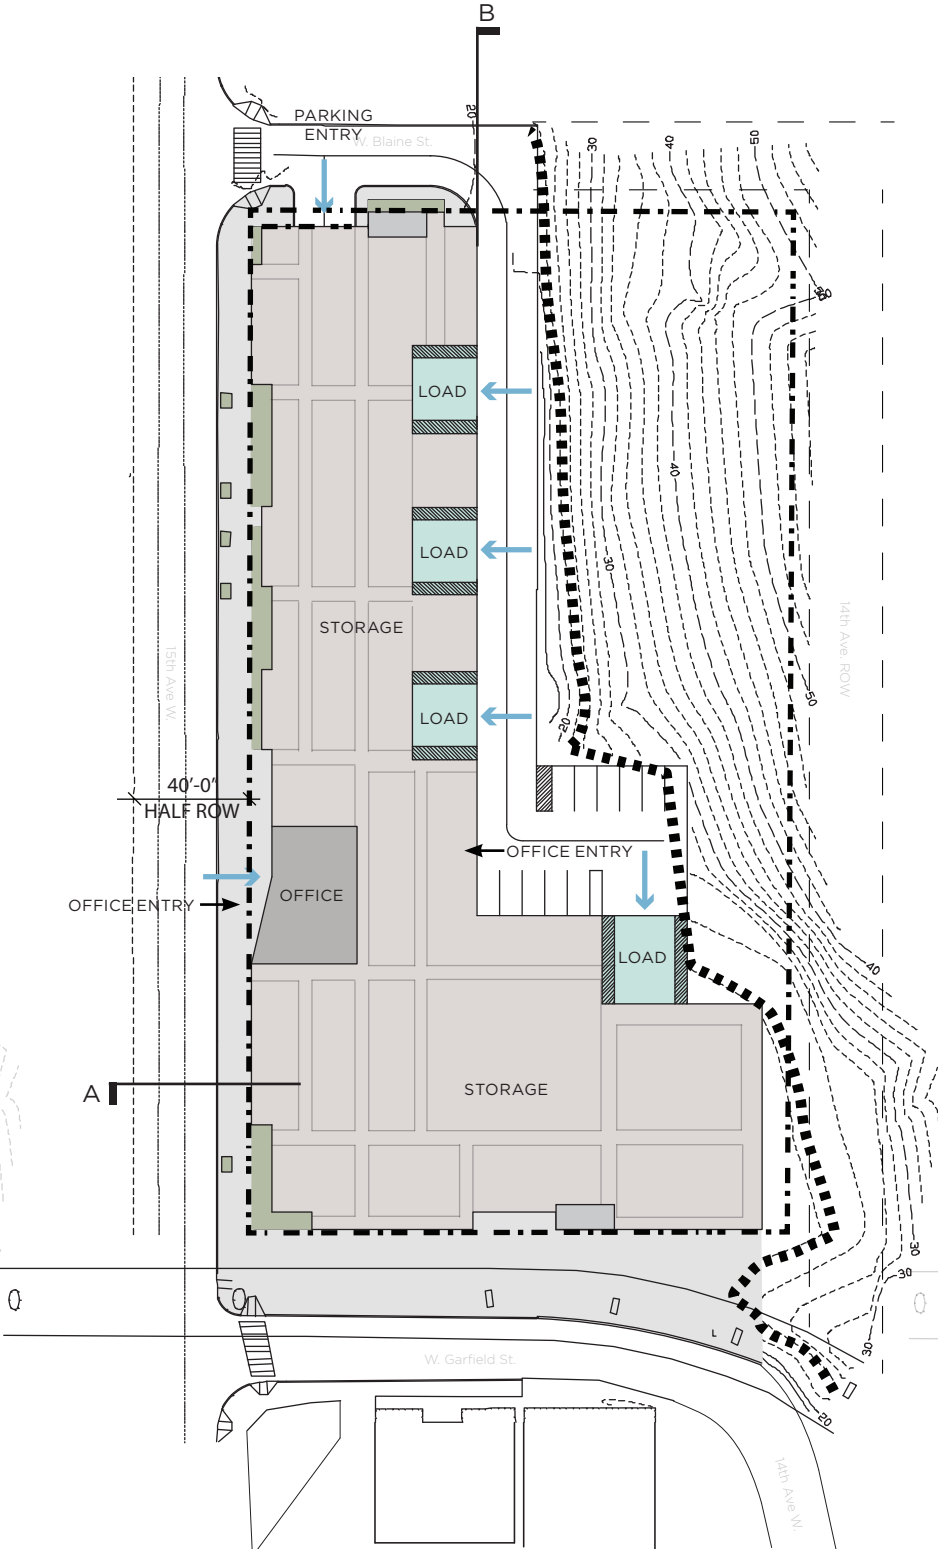 B
PARKING
ENTRY
W. Blaine St.
20
30
40
50
50
LOAD
40
LOAD
30
STORAGE
14th Ave. ROW
15th Ave W.
50
LOAD
20
40'-0"
HALF ROW
OFFICE ENTRY
OFFICE
OFFICE ENTRY
LOAD
40
A
STORAGE
30
30
30
W. Garfield St.
20
14th Ave W.